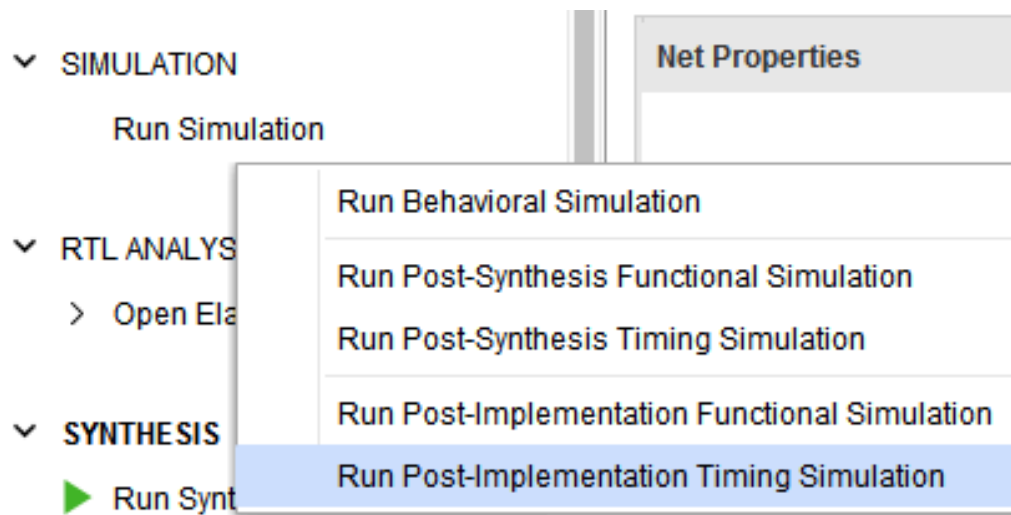 SIMULATION
Net Properties
Run Simulation
Run Behavioral Simulation
RTL ANALYS
Run Post-Synthesis Functional Simulation
Open Ela
Run Post-Synthesis Timing Simulation
Run Post-Implementation Functional Simulation
SYNTHESIS
Run Post-Implementation Timing Simulation
Run Synt